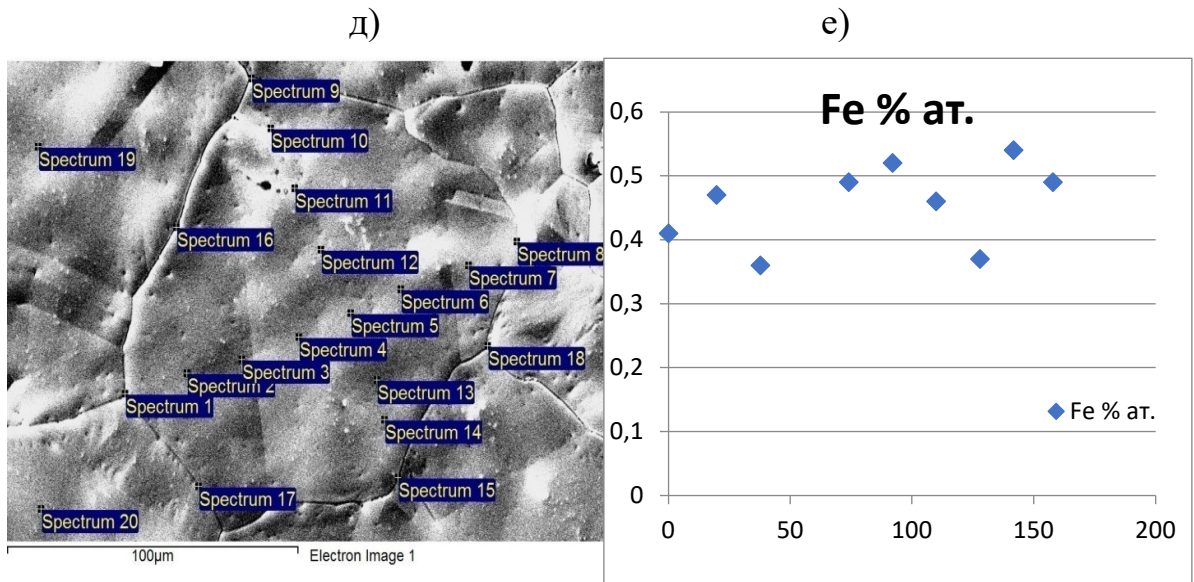 д)
е)
Spectrum 9
Spectrum 10
Spectrum 19
Spectrum 11
Spectrum 16
Spectrum 12
Spectrum 8
Spectrum 7
Spectrum 6
Spectrum 5
Spectrum 4
Spectrum 18
Spectrum 3
Spectrum 2
Spectrum 13
Spectrum 1
Spectrum 14
Spectrum 15
Spectrum 17
Spectrum 20
100µm
Electron Image 1
Fe % ат.
0,6
0,5
0,4
0,3
0,2
0,1
0
0
50
100
150
200
Fe % ат.